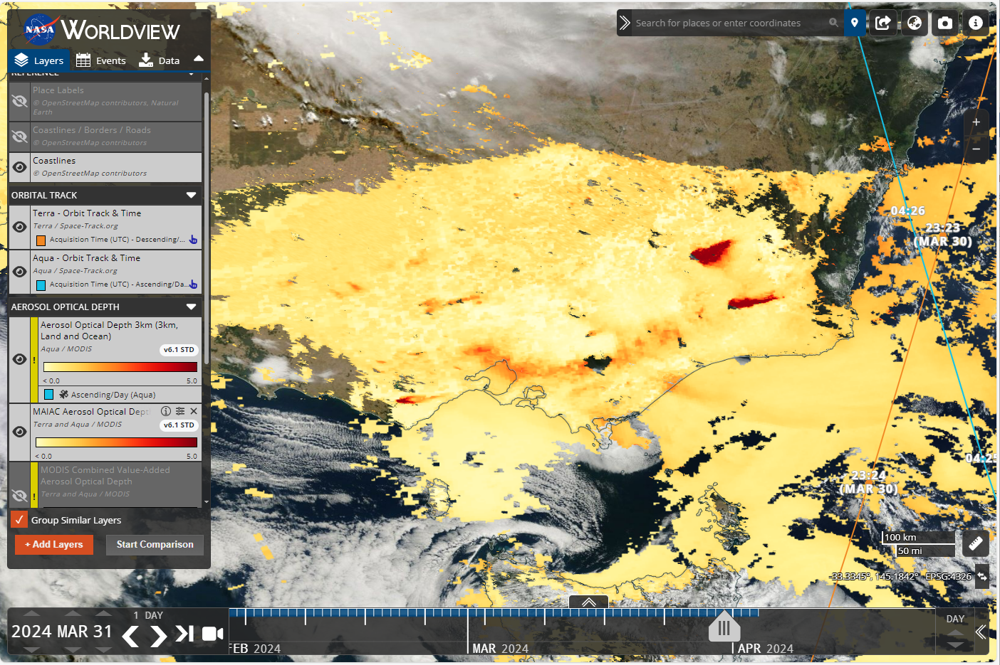 NASA WORLDVIEW
Search for places or enter coordinates
Layers
Events
Data
REFERENCE
Place Labels
© OpenStreetMap contributors, Natural
Earth
Coastlines / Borders / Roads
© OpenStreetMap contributors
Coastlines
© OpenStreetMap contributors
ORBITAL TRACK
Terra - Orbit Track & Time
Terra / Space-Track.org
Acquisition Time (UTC) - Descending/...
Aqua - Orbit Track & Time
Aqua / Space-Track.org
Acquisition Time (UTC) - Ascending/Da...
AEROSOL OPTICAL DEPTH
Aerosol Optical Depth 3km (3km,
Land and Ocean)
Aqua / MODIS
v6.1 STD
!
< 0.0 5.0
Ascending/Day (Aqua)
MAIAC Aerosol Optical Dept
Terra and Aqua / MODIS
v6.1 STD
< 0.0 5.0
MODIS Combined Value-Added
Aerosol Optical Depth
Terra and Aqua / MODIS
!
Group Similar Layers
+ Add Layers
Start Comparison
+
−
04:26
23:23
(MAR 30)
04:25
23:24
(MAR 30)
100 km
50 mi
-33.3345°, 145.1842° EPSG:4326
1 DAY
2024 MAR 31
FEB 2024
MAR 2024
APR 2024
DAY